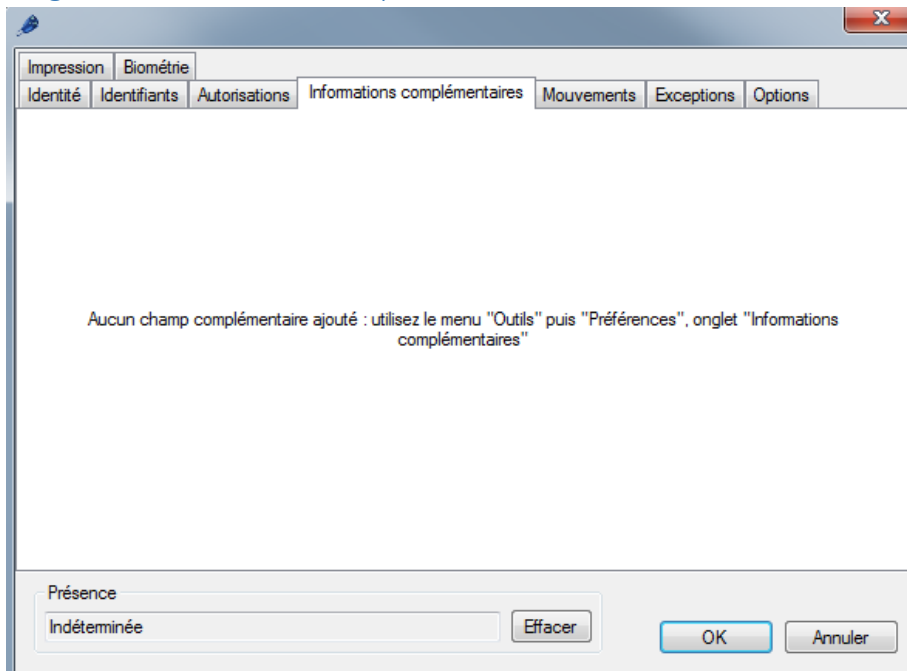 Impression Biométrie
Identité Identifiants Autorisations Informations complémentaires Mouvements Exceptions Options
Aucun champ complémentaire ajouté : utilisez le menu "Outils" puis "Préférences", onglet "Informations
complémentaires"
Présence
Indéterminée Effacer
OK Annuler